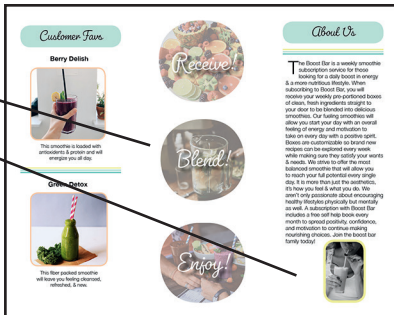 Customer Favs
Berry Delish
This smoothie is loaded with
antioxidants & protein and will
energize you all day.
Green Detox
This fiber packed smoothie
will leave you feeling cleansed,
refreshed, & new.
Receive!
Blend!
Enjoy!
About Us
The Boost Bar is a weekly smoothie
subscription service for those
looking for a daily boost in energy
& a more nutritious lifestyle. When
subscribing to Boost Bar, you will
receive your weekly pre-portioned boxes
of clean, fresh ingredients straight to
your door to be blended into delicious
smoothies. Our fueling smoothies will
allow you start your day with an overall
feeling of energy and motivation to
take on every day with a positive spirit.
Boxes are customizable so brand new
recipes can be explored every week
while making sure they satisfy your wants
& needs. We strive to offer the most
balanced smoothie that will allow you
to reach your full potential every single
day. It is more than just the aesthetics,
it's how you feel & what you do. We
aren't only passionate about encouraging
healthy lifestyles physically but mentally
as well. A subscription with Boost Bar
includes a free self help book every
month to spread positivity, confidence,
and motivation to continue making
nourishing choices. Join the boost bar
family today!